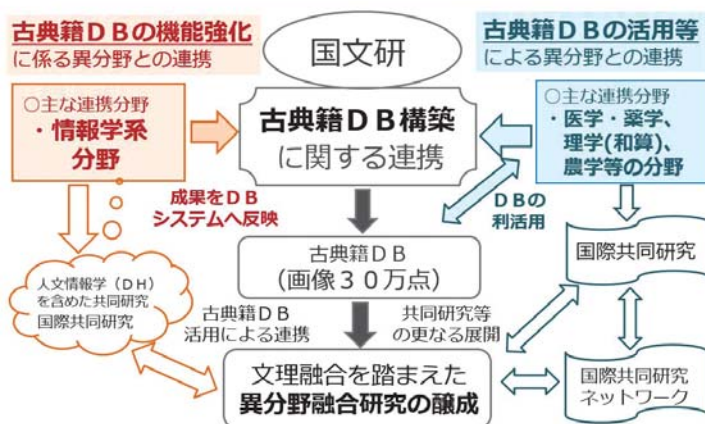 古典籍ＤＢの機能強化
に係る異分野との連携
国文研
古典籍ＤＢの活用等
による異分野との連携
○主な連携分野
・情報学系
分野
古典籍ＤＢ構築
に関する連携
○主な連携分野
・医学・薬学、
理学(和算)、
農学等の分野
成果をＤＢ
システムへ反映
ＤＢの
利活用
人文情報学（ＤＨ）
を含めた共同研究
国際共同研究
古典籍ＤＢ
(画像３０万点)
国際共同研究
古典籍ＤＢ
活用による連携
共同研究等
の更なる展開
文理融合を踏まえた
異分野融合研究の醸成
国際共同研究
ネットワーク